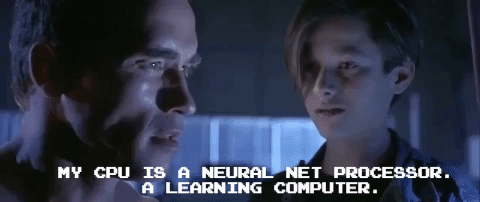 MY CPU IS A NEURAL NET PROCESSOR.
A LEARNING COMPUTER.